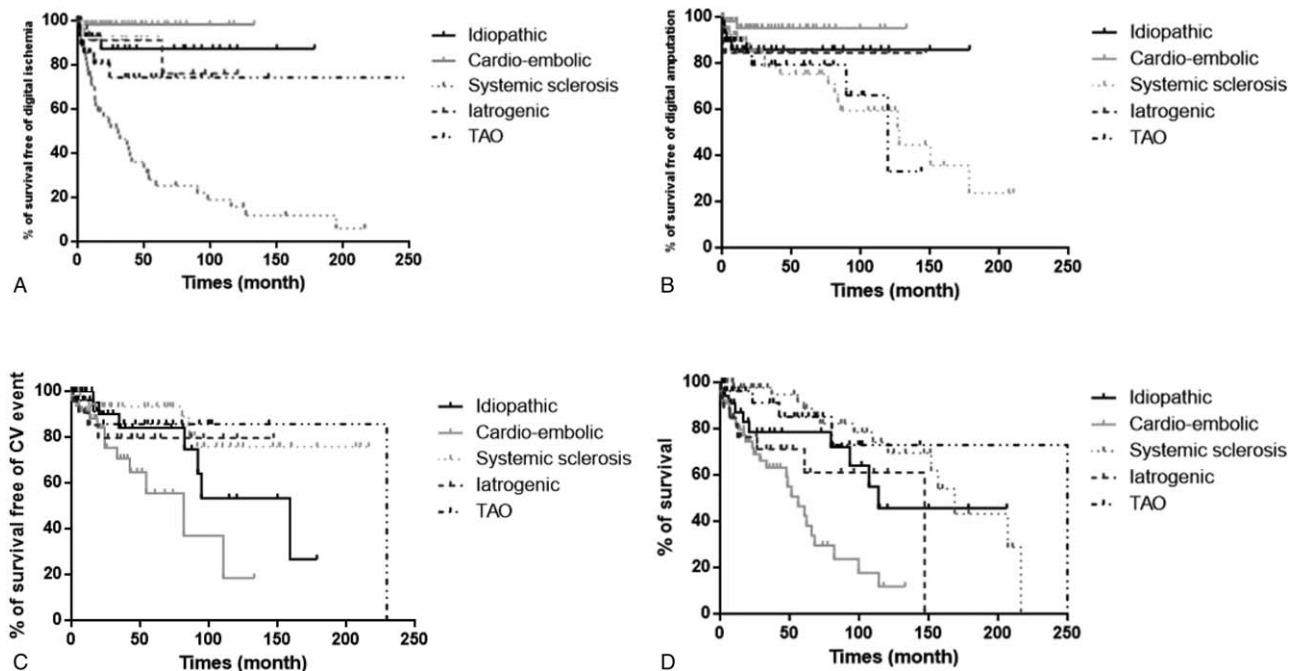 % of survival free of digital ischemia
100
80
60
40
20
0
0 50 100 150 200 250
Times (month)
Idiopathic
Cardio-embolic
Systemic sclerosis
Iatrogenic
TAO
A
% of survival free of digital amputation
100
80
60
40
20
0
0 50 100 150 200 250
Times (month)
Idiopathic
Cardio-embolic
Systemic sclerosis
Iatrogenic
TAO
B
% of survival free of CV event
100
80
60
40
20
0
0 50 100 150 200 250
Times (month)
Idiopathic
Cardio-embolic
Systemic sclerosis
Iatrogenic
TAO
C
% of survival
100
80
60
40
20
0
0 50 100 150 200 250
Times (month)
Idiopathic
Cardio-embolic
Systemic sclerosis
Iatrogenic
TAO
D